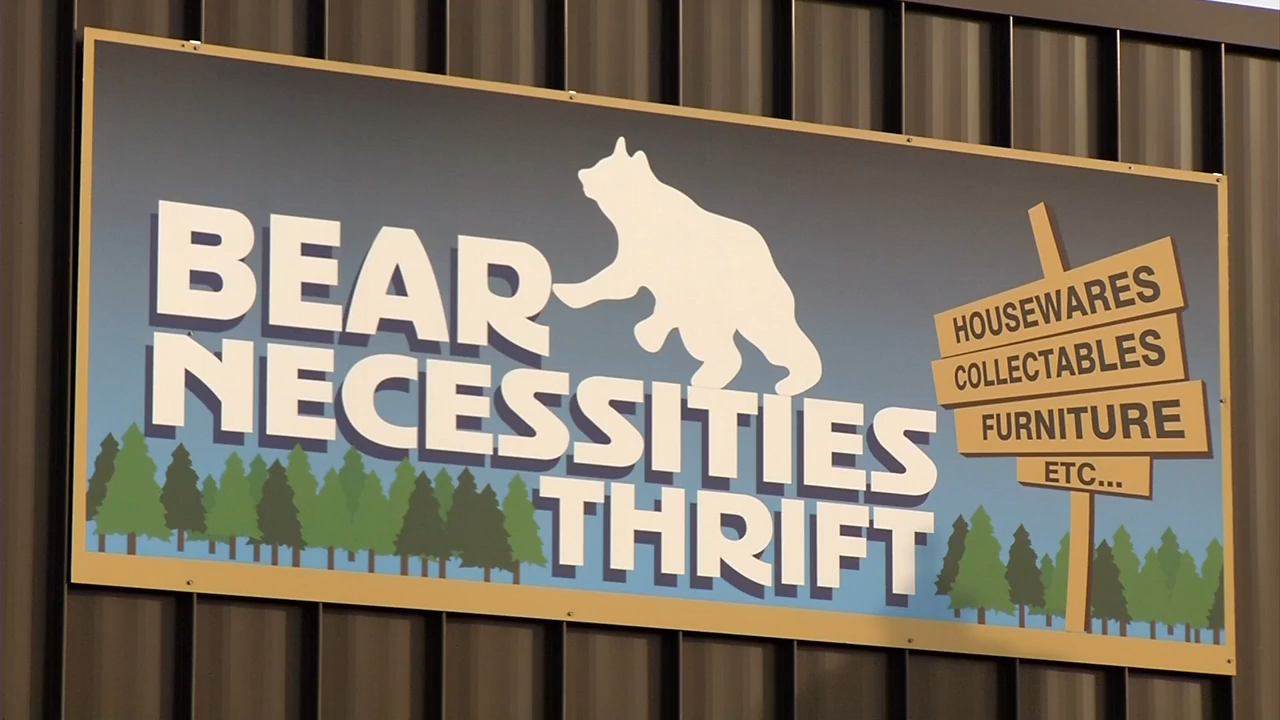 BEAR
NECESSITIES
THRIFT
HOUSEWARES
COLLECTABLES
FURNITURE
ETC...